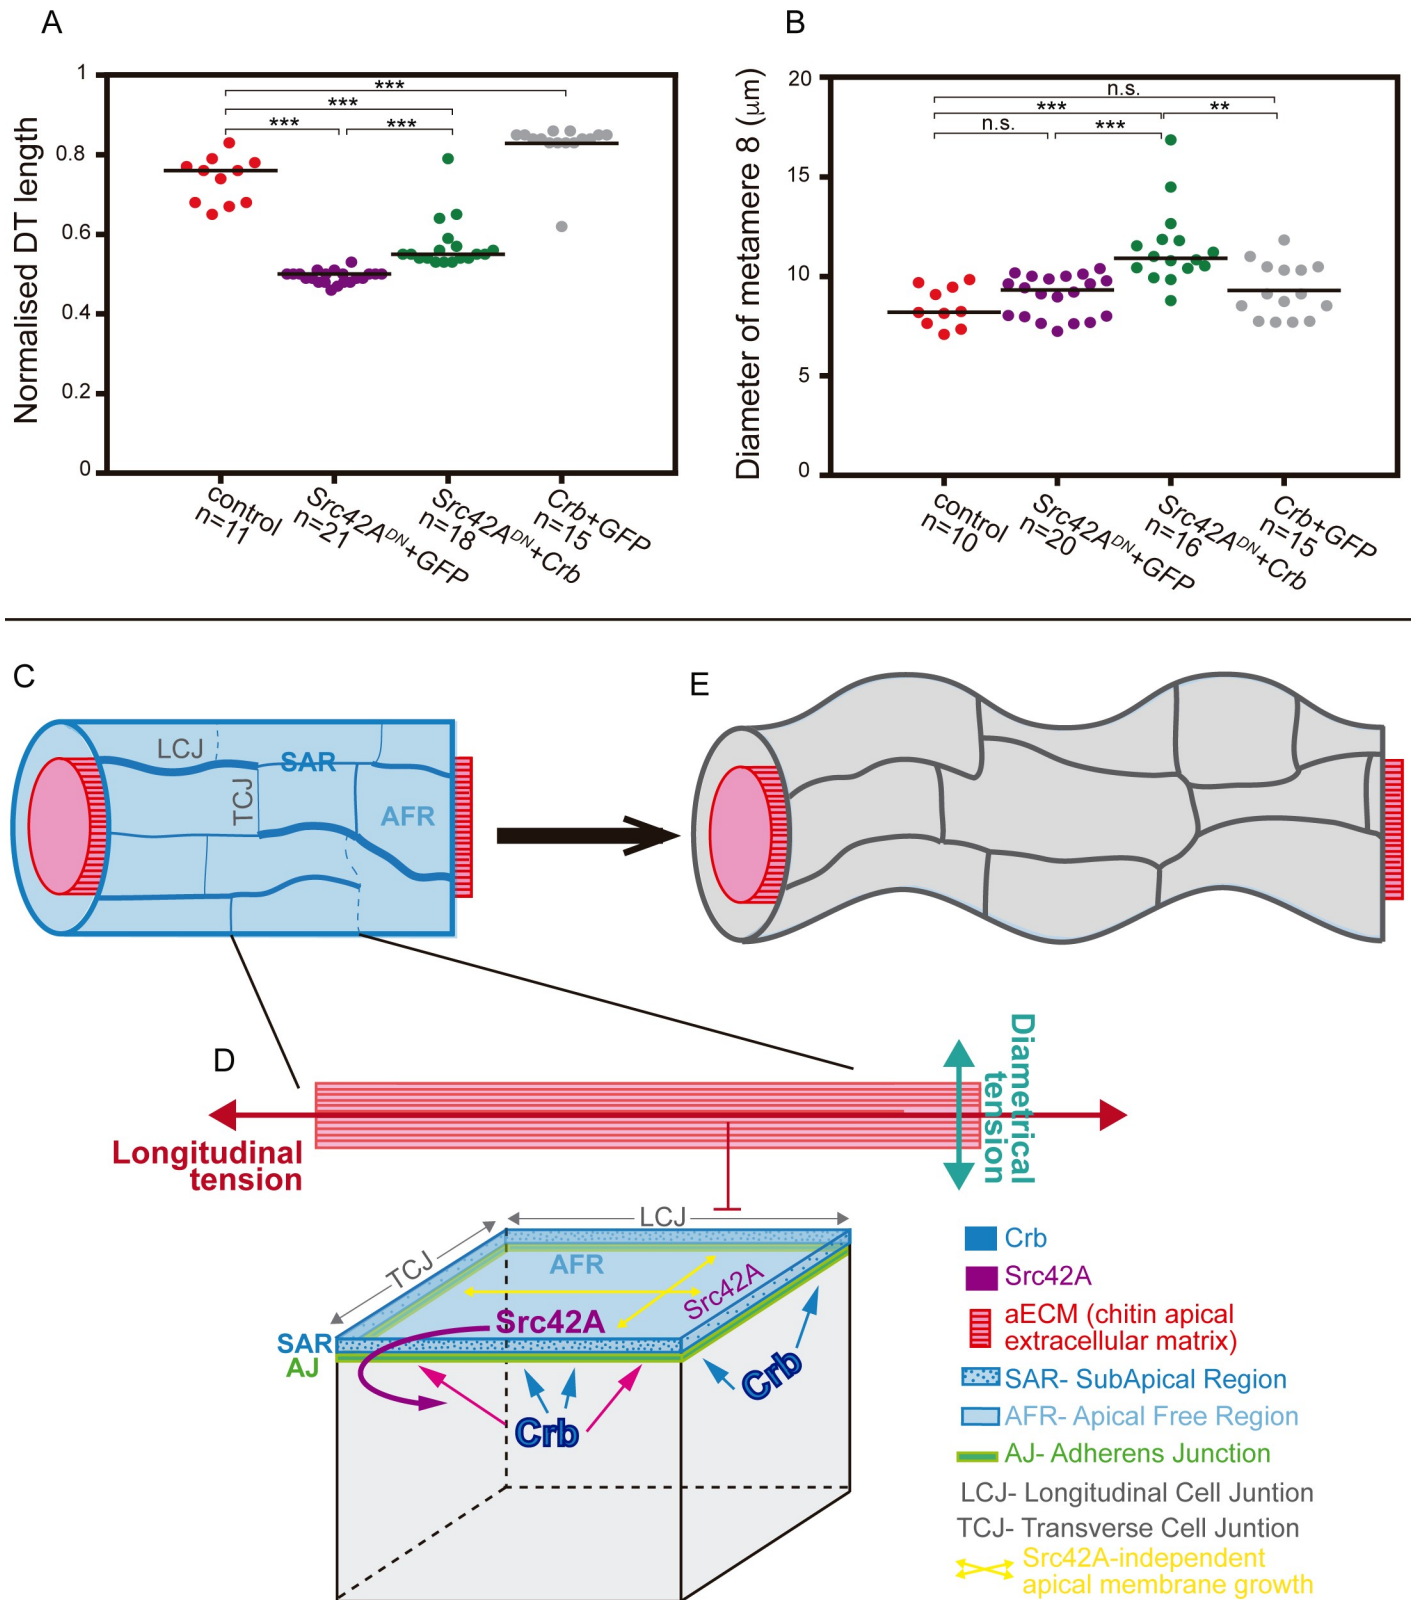 A
Normalised DT length
1
0.8
0.6
0.4
0.2
0
***
***
***
***
control
n=11
Src42A^DN+GFP
n=21
Src42A^DN+Crb
n=18
Crb+GFP
n=15
B
Diameter of metamere 8 (μm)
20
15
10
5
0
n.s.
***
**
n.s.
***
control
n=10
Src42A^DN+GFP
n=20
Src42A^DN+Crb
n=16
Crb+GFP
n=15
C
LCJ
SAR
TCJ
AFR
E
D
Longitudinal
tension
Diametrical
tension
LCJ
TCJ
AFR
Src42A
Src42A
SAR
AJ
Crb
Crb
Crb
Src42A
aECM (chitin apical
extracellular matrix)
SAR- SubApical Region
AFR- Apical Free Region
AJ- Adherens Junction
LCJ- Longitudinal Cell Juntion
TCJ- Transverse Cell Juntion
Src42A-independent
apical membrane growth